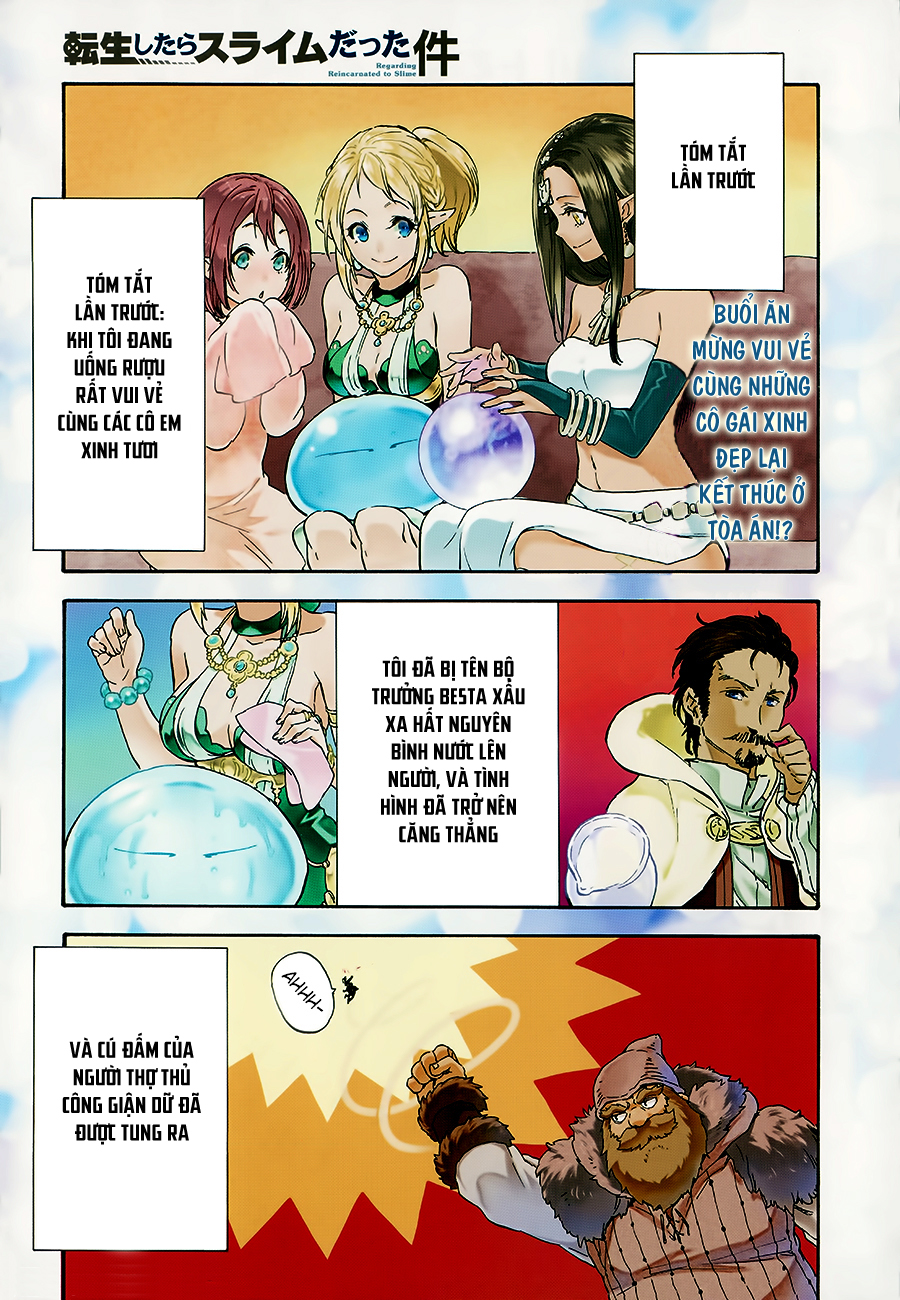 転生したらスライムだった件
Regarding
Reincarnated to Slime
TÓM TẮT
LẦN TRƯỚC
TÓM TẮT
LẦN TRƯỚC:
KHI TÔI ĐANG
UỐNG RƯỢU
RẤT VUI VẺ
CÙNG CÁC CÔ EM
XINH TƯƠI
BUỔI ĂN
MỪNG VUI VẺ
CÙNG NHỮNG
CÔ GÁI XINH
ĐẸP LẠI
KẾT THÚC Ở
TÒA ÁN!?
TÔI ĐÃ BỊ TÊN BỘ
TRƯỞNG BESTA XẤU
XA HẤT NGUYÊN
BÌNH NƯỚC LÊN
NGƯỜI, VÀ TÌNH
HÌNH ĐÃ TRỞ NÊN
CĂNG THẲNG
AHHH-
VÀ CÚ ĐẤM CỦA
NGƯỜI THỢ THỦ
CÔNG GIẬN DỮ ĐÃ
ĐƯỢC TUNG RA